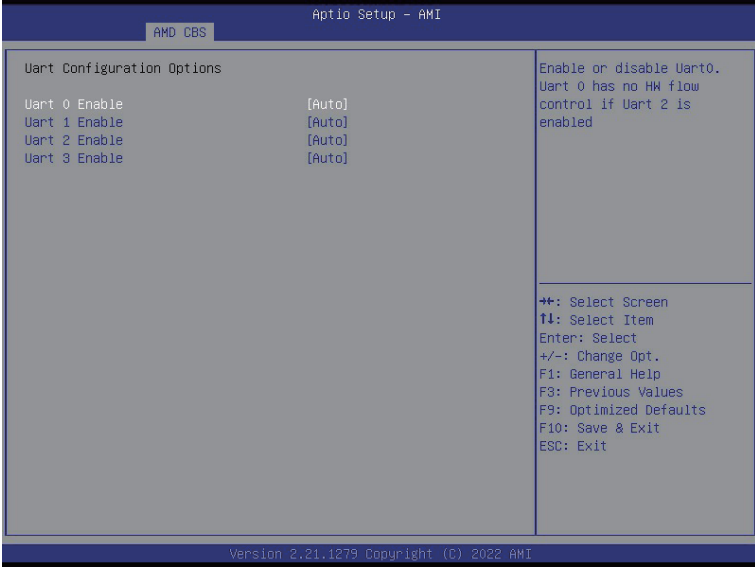 Aptio Setup – AMI
AMD CBS
Uart Configuration Options
Uart 0 Enable [Auto]
Uart 1 Enable [Auto]
Uart 2 Enable [Auto]
Uart 3 Enable [Auto]
Enable or disable Uart0.
Uart 0 has no HW flow
control if Uart 2 is
enabled
→←: Select Screen
↑↓: Select Item
Enter: Select
+/-: Change Opt.
F1: General Help
F3: Previous Values
F9: Optimized Defaults
F10: Save & Exit
ESC: Exit
Version 2.21.1279 Copyright (C) 2022 AMI